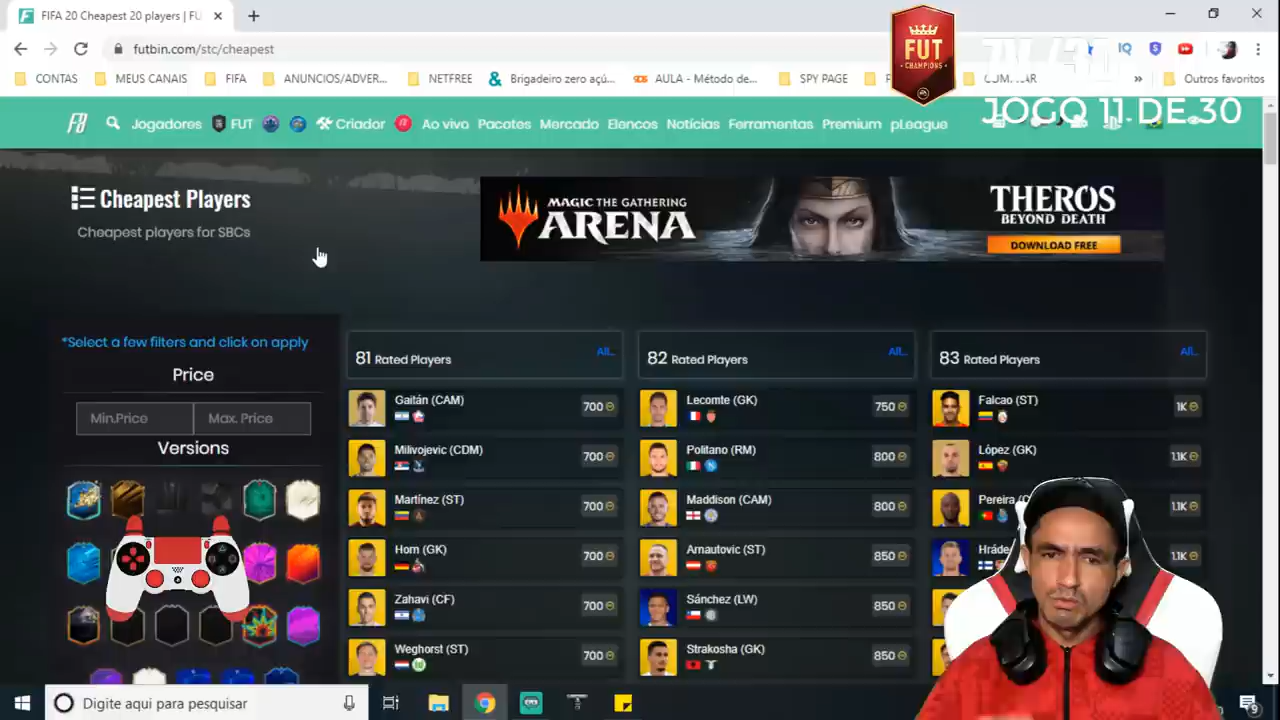 FIFA 20 Cheapest 20 players | FU
futbin.com/stc/cheapest
CONTAS
MEUS CANAIS
ANUNCIOS/ADVER...
NETFREE
Brigadeiro zero açú...
AULA - Método de...
SPY PAGE
»
Outros favoritos
FUT
CHAMPIONS
JOGO 11 DE 30
Jogadores
FUT
Criador
Ao vivo
Pacotes
Mercado
Elencos
Notícias
Ferramentas
Premium
pLeague
Cheapest Players
Cheapest players for SBCs
MAGIC THE GATHERING
ARENA
THEROS
BEYOND DEATH
DOWNLOAD FREE
*Select a few filters and click on apply
Price
Min.Price
Max. Price
Versions
81 Rated Players
All..
Gaitán (CAM)
700
Milivojevic (CDM)
700
Martínez (ST)
700
Horn (GK)
700
Zahavi (CF)
700
Weghorst (ST)
700
82 Rated Players
All..
Lecomte (GK)
750
Politano (RM)
800
Maddison (CAM)
800
Arnautovic (ST)
850
Sánchez (LW)
850
Strakosha (GK)
850
83 Rated Players
All..
Falcao (ST)
1K
López (GK)
1.1K
Pereira
1.1K
1.1K
Digite aqui para pesquisar